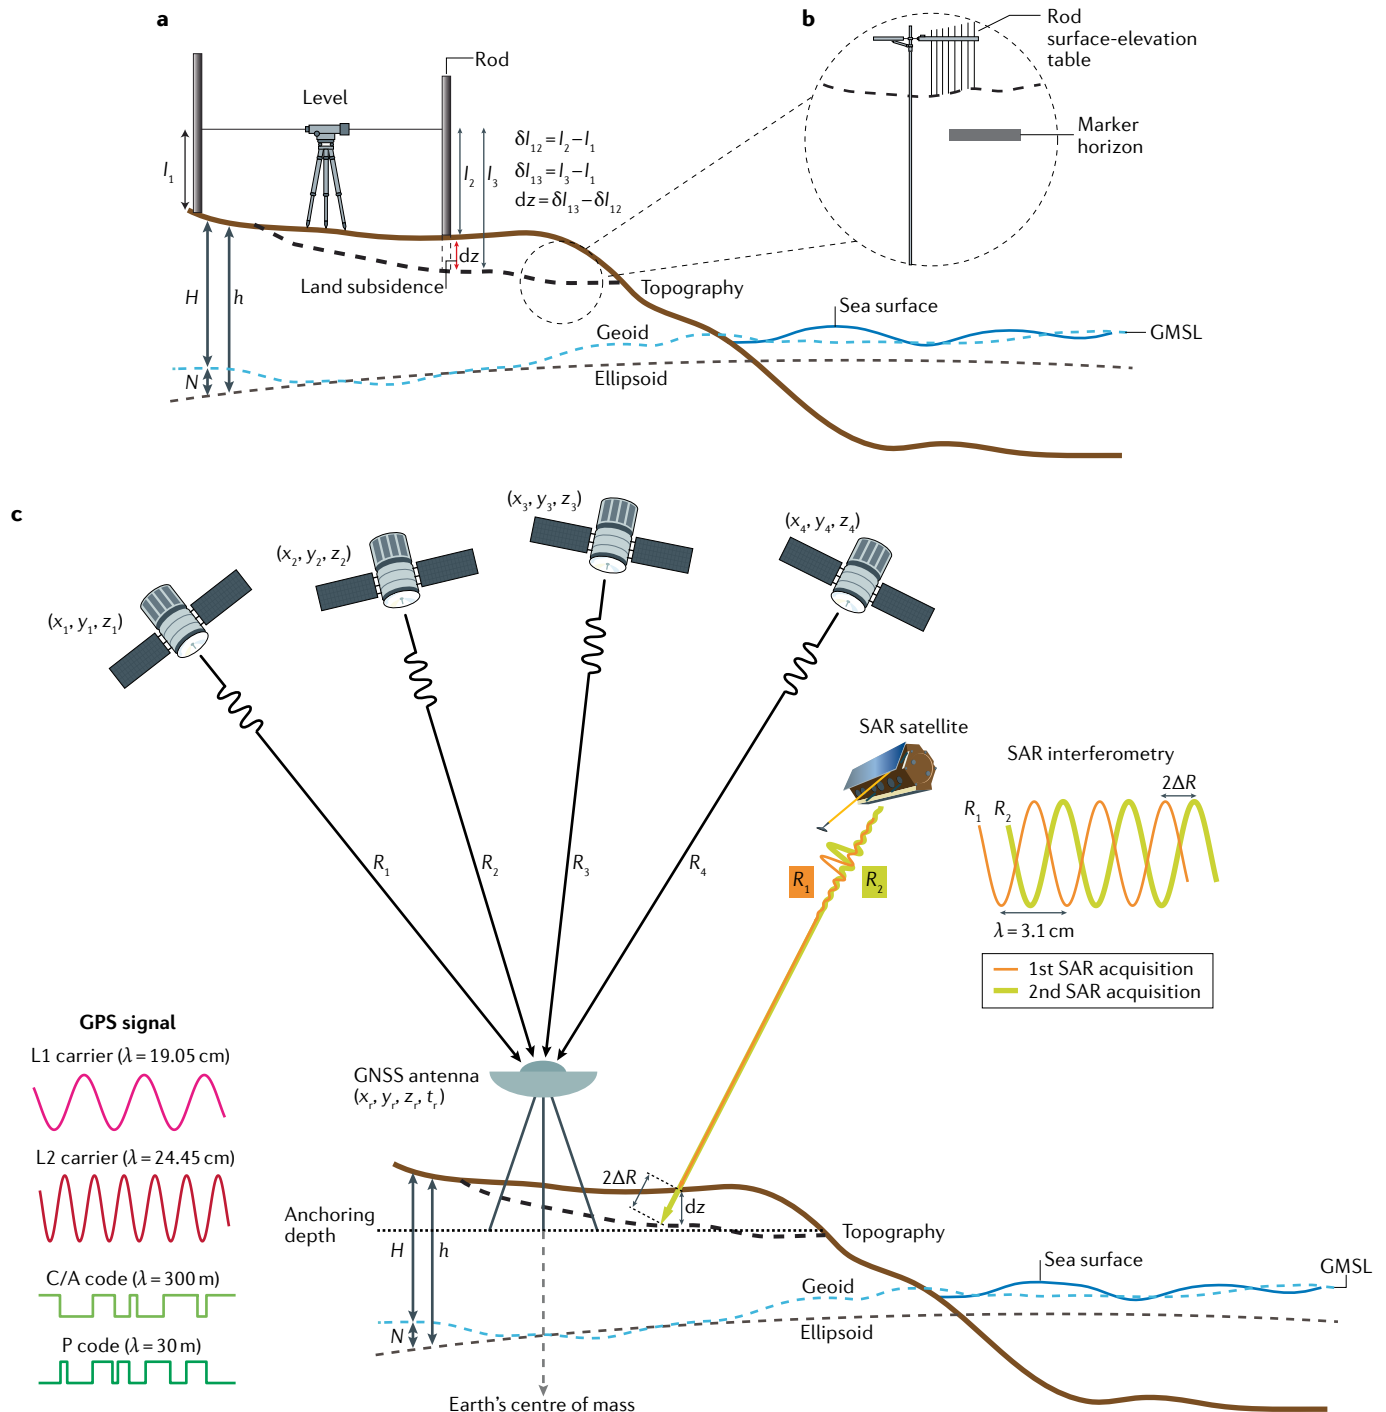 a
Rod
Level
l₁
l₂
l₃
δl₁₂ = l₂ – l₁
δl₁₃ = l₃ – l₁
dz = δl₁₃ – δl₁₂
dz
Land subsidence
H
h
N
Topography
Geoid
Ellipsoid
Sea surface
GMSL
b
Rod
surface-elevation
table
Marker
horizon
c
(x₁, y₁, z₁)
(x₂, y₂, z₂)
(x₃, y₃, z₃)
(x₄, y₄, z₄)
R₁
R₂
R₃
R₄
SAR satellite
R₁
R₂
SAR interferometry
2ΔR
R₁
R₂
λ = 3.1 cm
1st SAR acquisition
2nd SAR acquisition
GPS signal
L1 carrier (λ = 19.05 cm)
L2 carrier (λ = 24.45 cm)
C/A code (λ = 300 m)
P code (λ = 30 m)
GNSS antenna
(xᵣ, yᵣ, zᵣ, tᵣ)
2ΔR
dz
Anchoring
depth
H
h
N
Topography
Geoid
Ellipsoid
Sea surface
GMSL
Earth's centre of mass